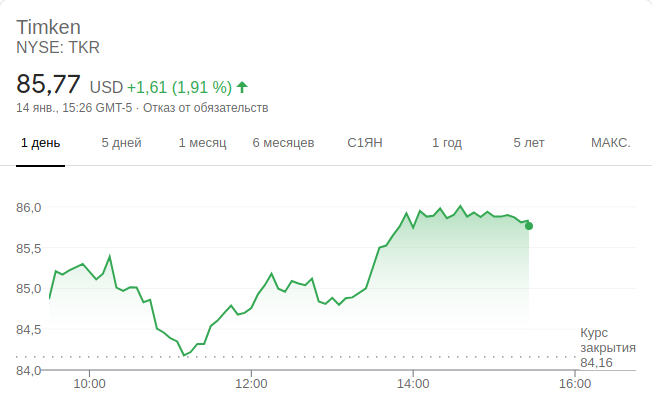 Timken
NYSE: TKR
85,77 USD +1,61 (1,91 %)
14 янв., 15:26 GMT-5 · Отказ от обязательств
1 день 5 дней 1 месяц 6 месяцев С1ЯН 1 год 5 лет МАКС.
86,0
85,5
85,0
84,5
Курс
закрытия
84,16
84,0
10:00 12:00 14:00 16:00